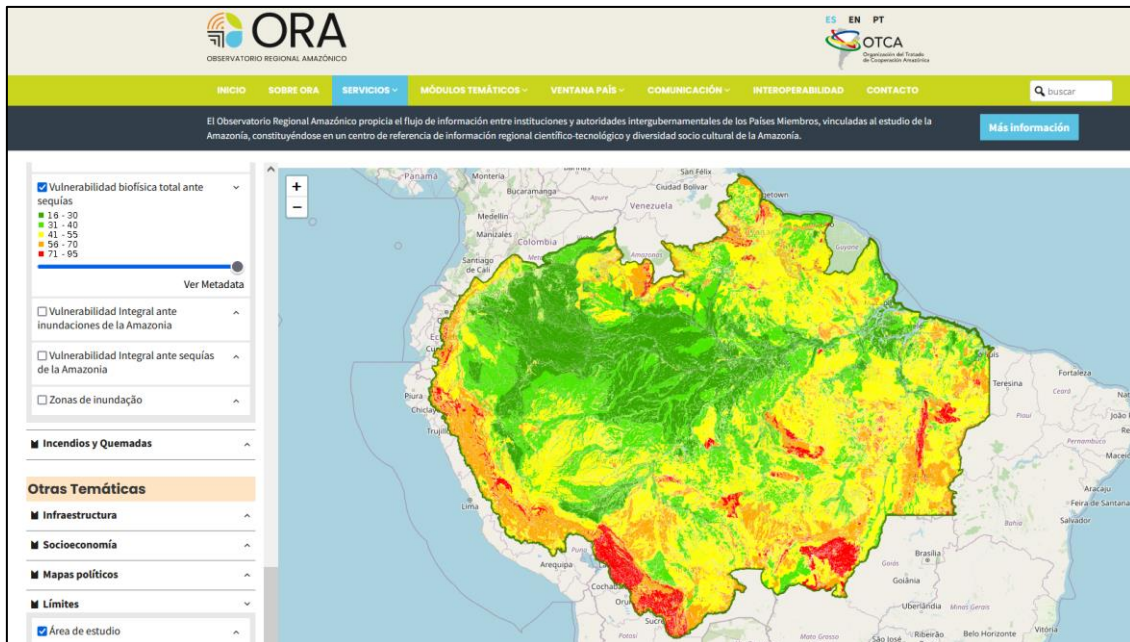 ORA
OBSERVATORIO REGIONAL AMAZÓNICO
ES EN PT
OTCA
Organización del Tratado
de Cooperación Amazónica
INICIO SOBRE ORA SERVICIOS MÓDULOS TEMÁTICOS VENTANA PAÍS COMUNICACIÓN INTEROPERABILIDAD CONTACTO buscar
El Observatorio Regional Amazónico propicia el flujo de información entre instituciones y autoridades intergubernamentales de los Países Miembros, vinculadas al estudio de la
Amazonía, constituyéndose en un centro de referencia de información regional científico-tecnológico y diversidad socio cultural de la Amazonía.
Más información
Vulnerabilidad biofísica total ante
sequías
16 - 30
31 - 40
41 - 55
56 - 70
71 - 95
Ver Metadata
Vulnerabilidad Integral ante
inundaciones de la Amazonia
Vulnerabilidad Integral ante sequías
de la Amazonia
Zonas de inundação
Incendios y Quemadas
Otras Temáticas
Infraestructura
Socioeconomía
Mapas políticos
Límites
Área de estudio
+
−
Panamá
Monteria
San Félix
Ciudad Bolívar
Bucaramanga
Apure
Venezuela
Medellín
Manizales
Colombia
Amazonas
Guyane
Santiago
de Cali
Piura
Teresina
Fortaleza
Ceará
Piauí
Pernambuco
Lima
Aracaju
Feira de Santana
Bahia
Salvador
Puno
Arequipa
Brasília
Goiás
Goiânia
Sucre
Potosí
Uberlândia
Minas Gerais
Mato Grosso
Ribeirão
Belo Horizonte
Vitória